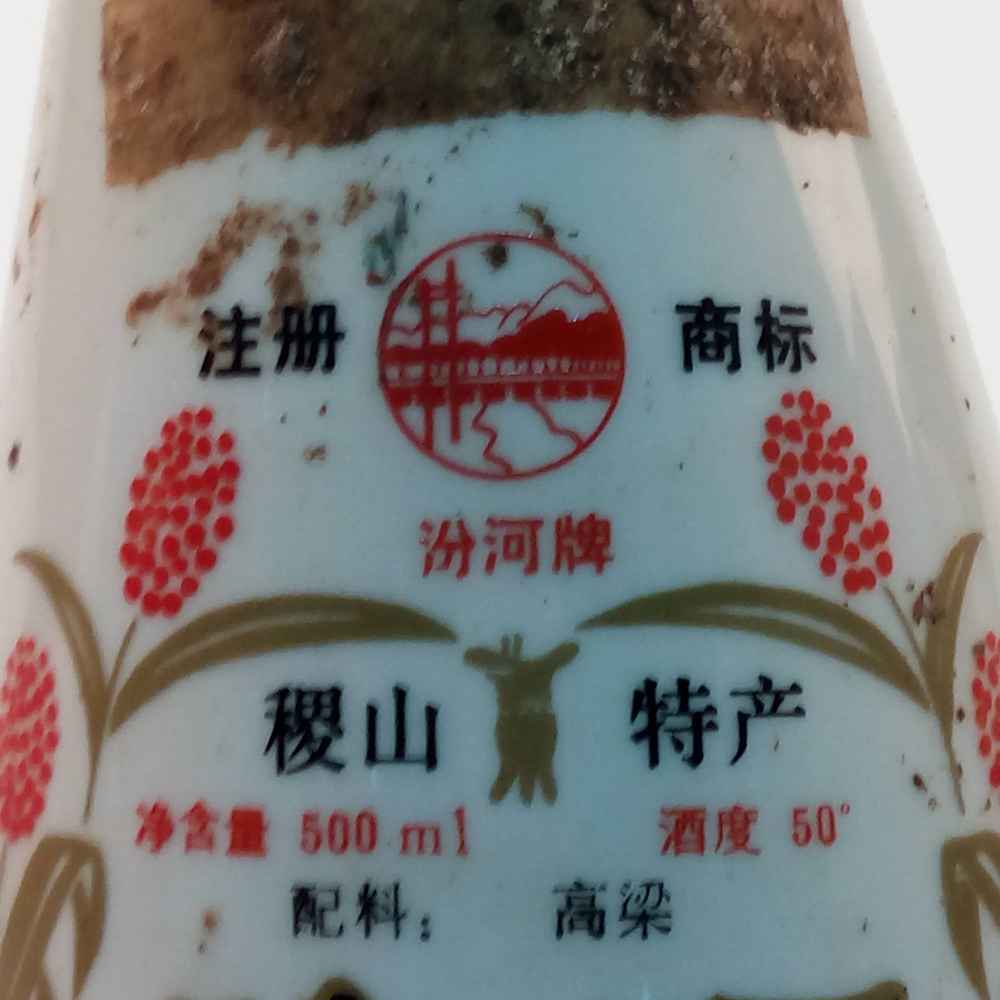 注册 商标
汾河牌
稷山 特产
净含量 500 ml 酒度 50°
配料： 高梁